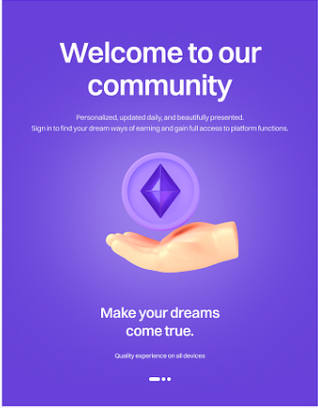 Welcome to our
community
Personalized, updated daily, and beautifully presented.
Sign in to find your dream ways of earning and gain full access to platform functions.
Make your dreams
come true.
Quality experience on all devices